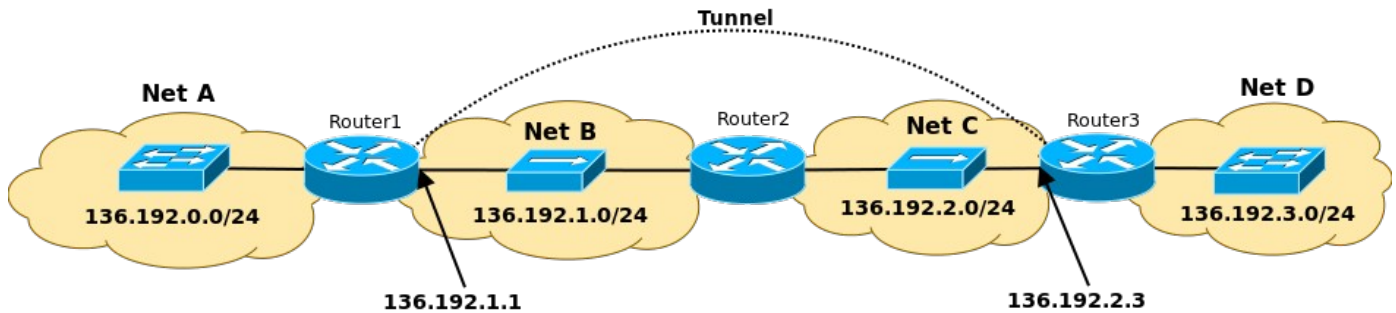 Tunnel
Net A
Router1
Net B
Router2
Net C
Router3
Net D
136.192.0.0/24
136.192.1.0/24
136.192.2.0/24
136.192.3.0/24
136.192.1.1
136.192.2.3